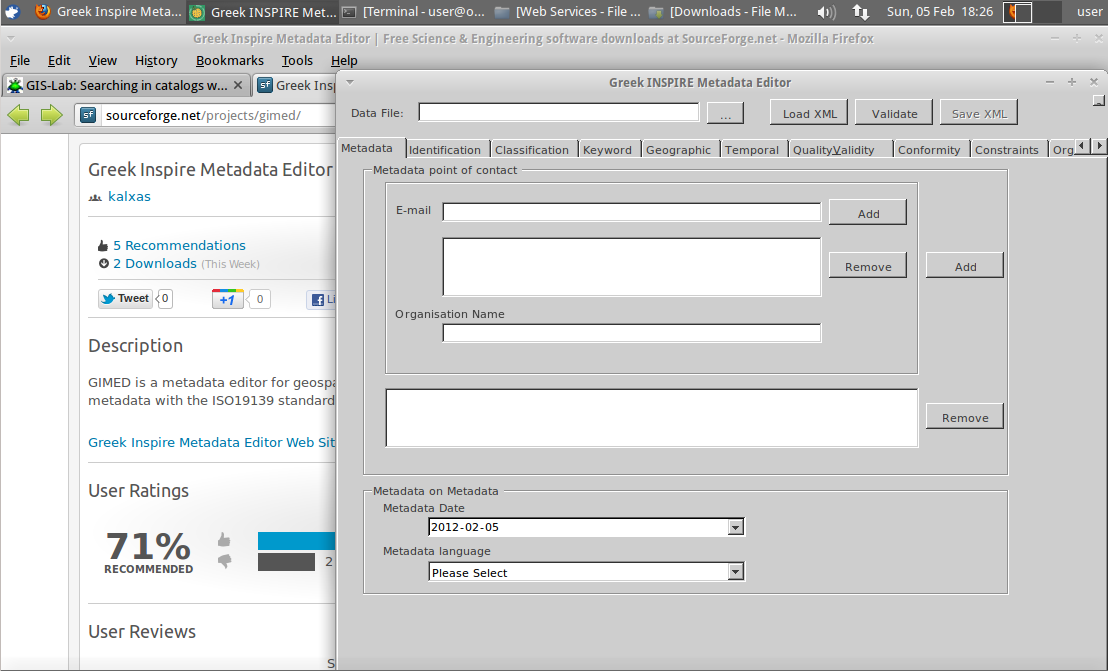 Greek Inspire Meta...
Greek INSPIRE Met...
[Terminal - user@o...
[Web Services - File ...
[Downloads - File M...
Sun, 05 Feb 18:26
user
Greek Inspire Metadata Editor | Free Science & Engineering software downloads at SourceForge.net - Mozilla Firefox
File Edit View History Bookmarks Tools Help
GIS-Lab: Searching in catalogs w...
sf Greek Ins
sf sourceforge.net/projects/gimed/
Greek Inspire Metadata Editor
kalxas
5 Recommendations
2 Downloads (This Week)
Tweet 0 +1 0 Li
Description
GIMED is a metadata editor for geospa
metadata with the ISO19139 standard
Greek Inspire Metadata Editor Web Sit
User Ratings
71%
RECOMMENDED
2
User Reviews
S
Greek INSPIRE Metadata Editor
Data File: ... Load XML Validate Save XML
Metadata Identification Classification Keyword Geographic Temporal QualityValidity Conformity Constraints Org
Metadata point of contact
E-mail Add
Remove Add
Organisation Name
Remove
Metadata on Metadata
Metadata Date
2012-02-05
Metadata language
Please Select